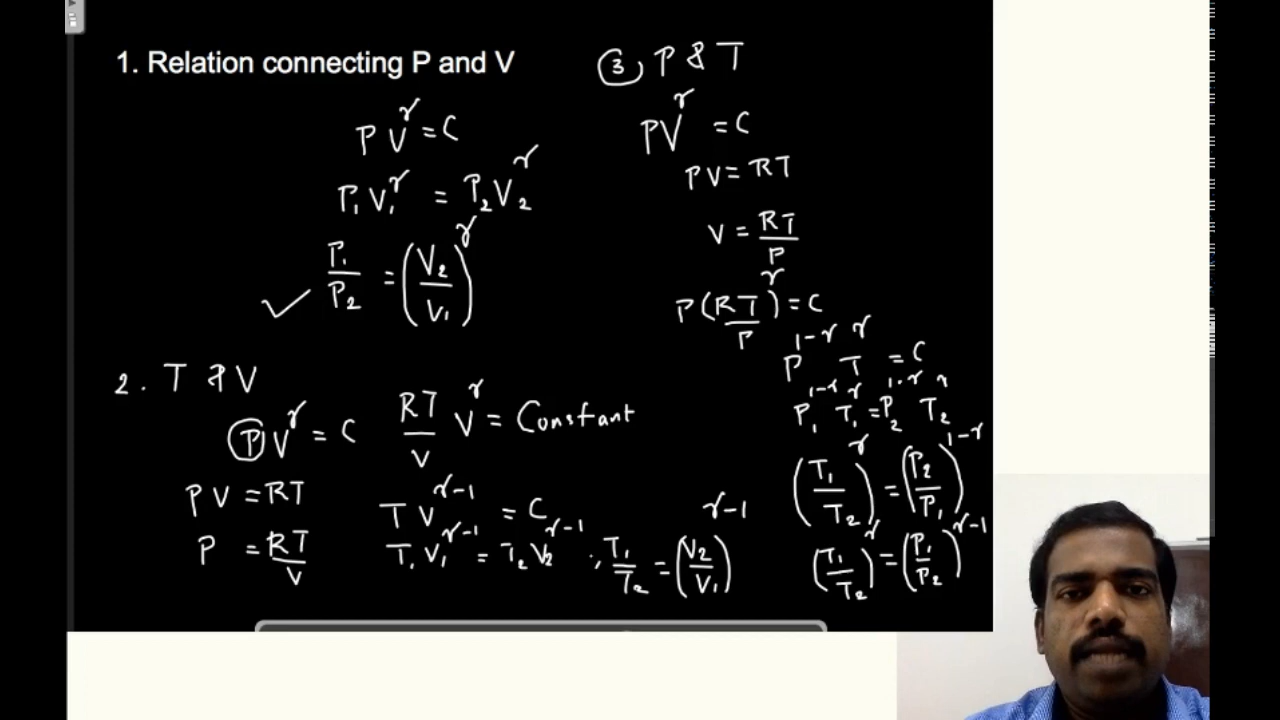 1. Relation connecting P and V
PV^γ = C
P₁V₁^γ = P₂V₂^γ
P₁/P₂ = (V₂/V₁)^γ
2. T & V
PV^γ = C
PV = RT
P = RT/V
RT/V V^γ = Constant
TV^γ-1 = C
T₁V₁^γ-1 = T₂V₂^γ-1 ∴ T₁/T₂ = (V₂/V₁)^γ-1
③ P & T
PV^γ = C
PV = RT
V = RT/P
P(RT/P)^γ = C
P^1-γ T^γ = C
P₁^1-γ T₁^γ = P₂^1-γ T₂^γ
(T₁/T₂)^γ = (P₂/P₁)^1-γ
(T₁/T₂)^γ = (P₁/P₂)^γ-1